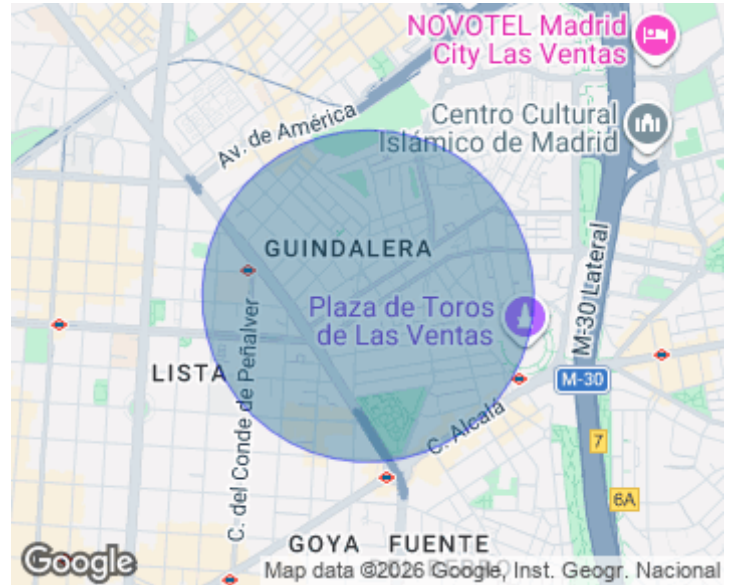 NOVOTEL Madrid
City Las Ventas
Centro Cultural
Islámico de Madrid
Av. de América
GUINDALERA
M-30 Lateral
Plaza de Toros
de Las Ventas
C. del Conde de Peñalver
LISTA
M-30
C. Alcalá
7
6A
GOYA
FUENTE
Google
Map data ©2026 Google, Inst. Geogr. Nacional